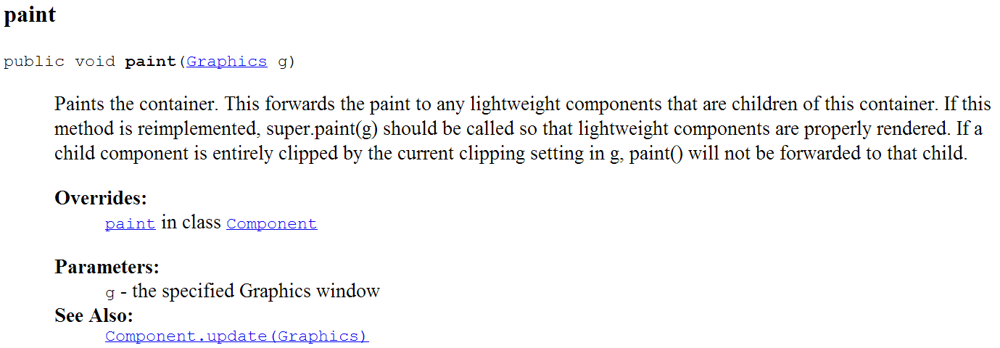 paint
public void paint(Graphics g)
Paints the container. This forwards the paint to any lightweight components that are children of this container. If this
method is reimplemented, super.paint(g) should be called so that lightweight components are properly rendered. If a
child component is entirely clipped by the current clipping setting in g, paint() will not be forwarded to that child.
Overrides:
paint in class Component
Parameters:
g - the specified Graphics window
See Also:
Component.update(Graphics)